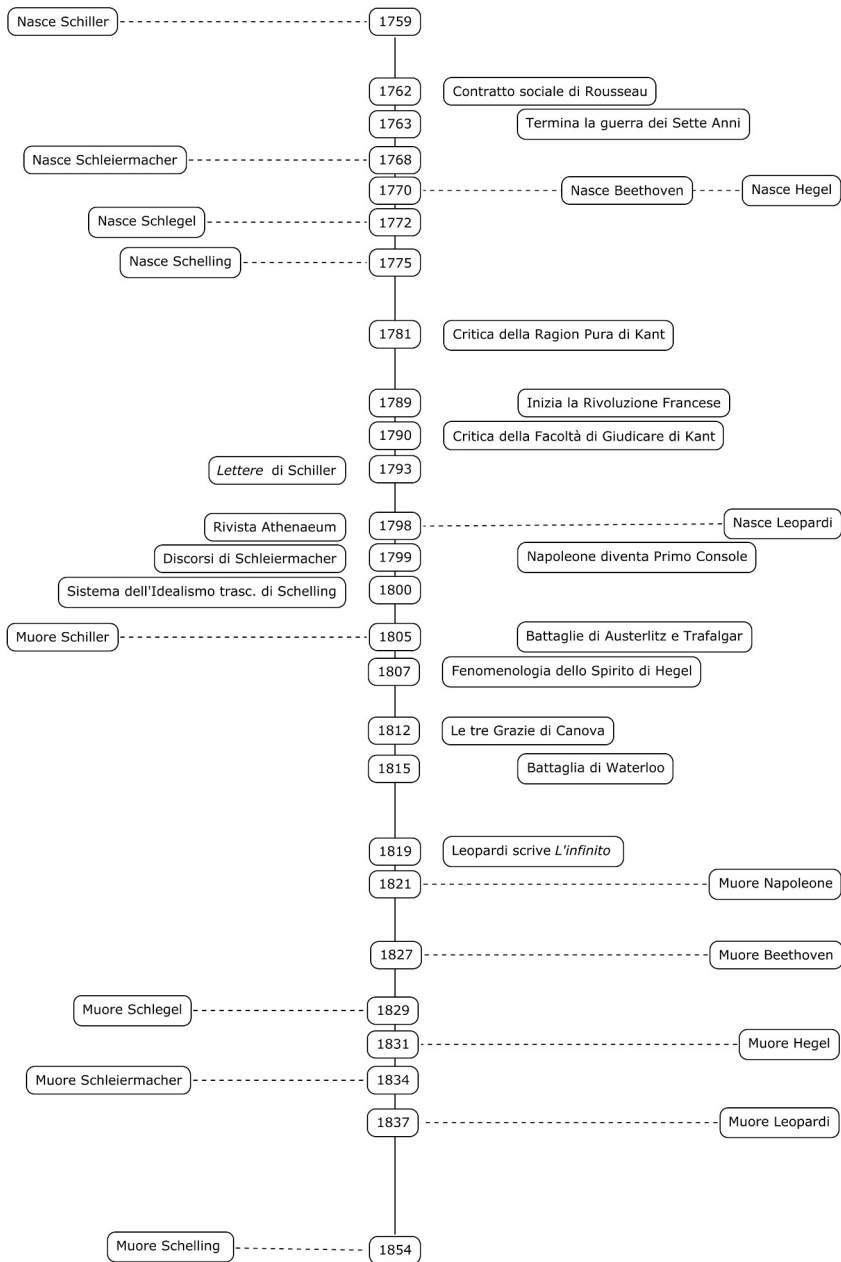 Nasce Schiller 1759
1762 Contratto sociale di Rousseau
1763 Termina la guerra dei Sette Anni
Nasce Schleiermacher 1768
1770 Nasce Beethoven Nasce Hegel
Nasce Schlegel 1772
Nasce Schelling 1775
1781 Critica della Ragion Pura di Kant
1789 Inizia la Rivoluzione Francese
1790 Critica della Facoltà di Giudicare di Kant
Lettere di Schiller 1793
Rivista Athenaeum 1798 Nasce Leopardi
Discorsi di Schleiermacher 1799 Napoleone diventa Primo Console
Sistema dell'Idealismo trasc. di Schelling 1800
Muore Schiller 1805 Battaglie di Austerlitz e Trafalgar
1807 Fenomenologia dello Spirito di Hegel
1812 Le tre Grazie di Canova
1815 Battaglia di Waterloo
1819 Leopardi scrive L'infinito
1821 Muore Napoleone
1827 Muore Beethoven
Muore Schlegel 1829
1831 Muore Hegel
Muore Schleiermacher 1834
1837 Muore Leopardi
Muore Schelling 1854